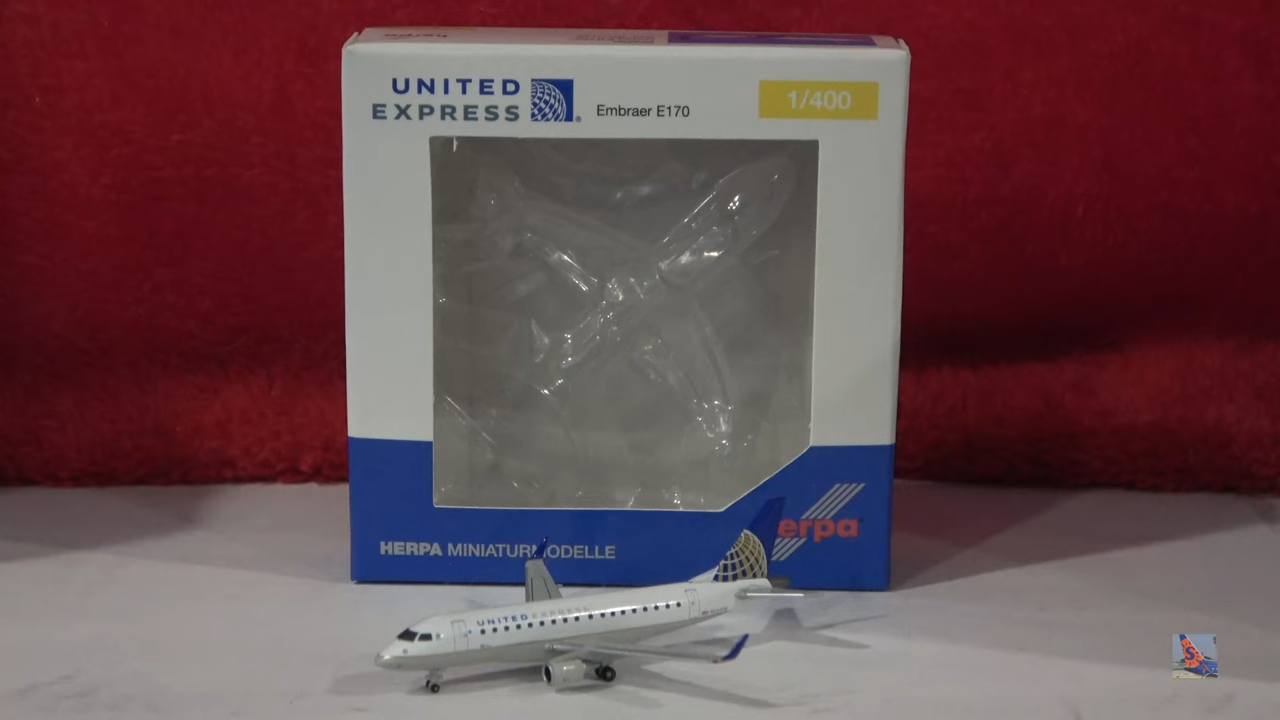 UNITED
EXPRESS
Embraer E170
1/400
HERPA MINIATURMODELLE
erpa
UNITED EXPRESS